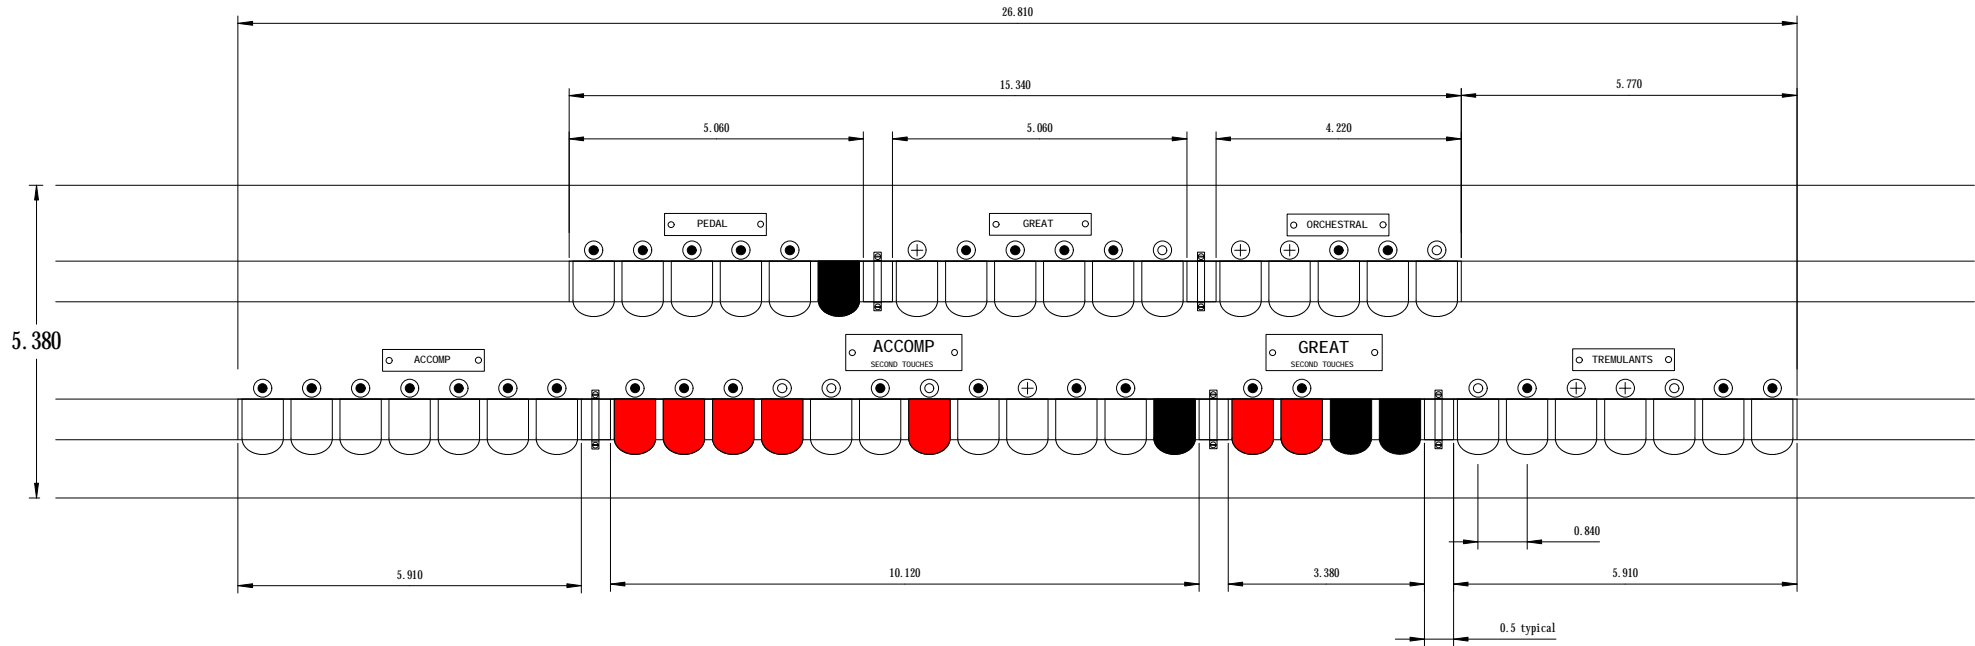 26.810
15.340
5.770
5.060
5.060
4.220
PEDAL
GREAT
ORCHESTRAL
5.380
ACCOMP
ACCOMP
SECOND TOUCHES
GREAT
SECOND TOUCHES
TREMULANTS
0.840
5.910
10.120
3.380
5.910
0.5 typical